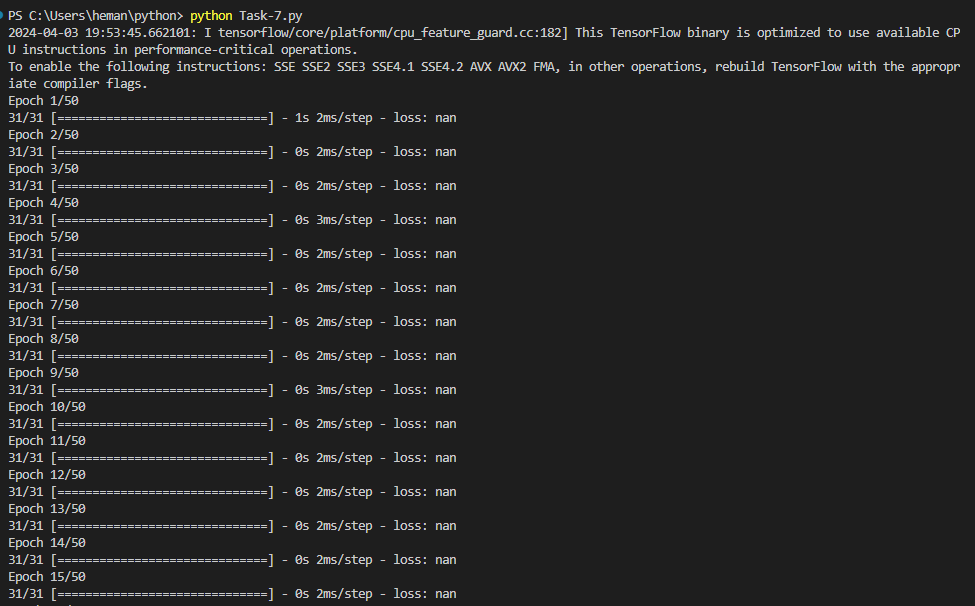 PS C:\Users\heman\python> python Task-7.py
2024-04-03 19:53:45.662101: I tensorflow/core/platform/cpu_feature_guard.cc:182] This TensorFlow binary is optimized to use available CP
U instructions in performance-critical operations.
To enable the following instructions: SSE SSE2 SSE3 SSE4.1 SSE4.2 AVX AVX2 FMA, in other operations, rebuild TensorFlow with the appropr
iate compiler flags.
Epoch 1/50
31/31 [==============================] - 1s 2ms/step - loss: nan
Epoch 2/50
31/31 [==============================] - 0s 2ms/step - loss: nan
Epoch 3/50
31/31 [==============================] - 0s 2ms/step - loss: nan
Epoch 4/50
31/31 [==============================] - 0s 3ms/step - loss: nan
Epoch 5/50
31/31 [==============================] - 0s 2ms/step - loss: nan
Epoch 6/50
31/31 [==============================] - 0s 2ms/step - loss: nan
Epoch 7/50
31/31 [==============================] - 0s 2ms/step - loss: nan
Epoch 8/50
31/31 [==============================] - 0s 2ms/step - loss: nan
Epoch 9/50
31/31 [==============================] - 0s 3ms/step - loss: nan
Epoch 10/50
31/31 [==============================] - 0s 2ms/step - loss: nan
Epoch 11/50
31/31 [==============================] - 0s 2ms/step - loss: nan
Epoch 12/50
31/31 [==============================] - 0s 2ms/step - loss: nan
Epoch 13/50
31/31 [==============================] - 0s 2ms/step - loss: nan
Epoch 14/50
31/31 [==============================] - 0s 2ms/step - loss: nan
Epoch 15/50
31/31 [==============================] - 0s 2ms/step - loss: nan